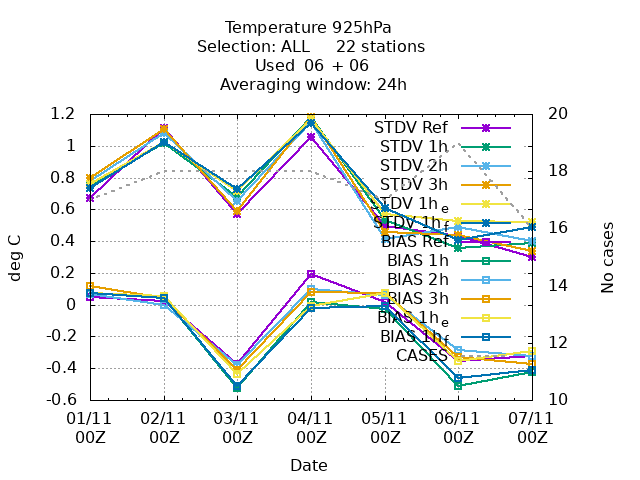 Temperature 925hPa
Selection: ALL 22 stations
Used 06 + 06
Averaging window: 24h
1.2
1
0.8
0.6
0.4
0.2
0
-0.2
-0.4
-0.6
deg C
20
18
16
14
12
10
No cases
STDV Ref
STDV 1h
STDV 2h
STDV 3h
STDV 1he
STDV 1hf
BIAS Ref
BIAS 1h
BIAS 2h
BIAS 3h
BIAS 1he
BIAS 1hf
CASES
01/11 02/11 03/11 04/11 05/11 06/11 07/11
00Z 00Z 00Z 00Z 00Z 00Z 00Z
Date